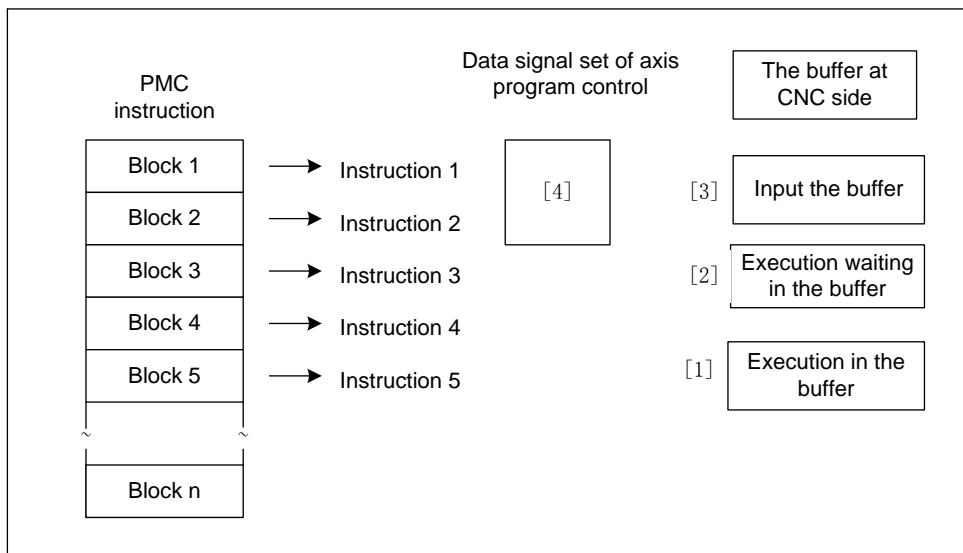 PMC
instruction
Data signal set of axis
program control
The buffer at
CNC side
Block 1
Instruction 1
[4]
[3]
Input the buffer
Block 2
Instruction 2
Block 3
Instruction 3
[2]
Execution waiting
in the buffer
Block 4
Instruction 4
Block 5
Instruction 5
[1]
Execution in the
buffer
~
~
Block n